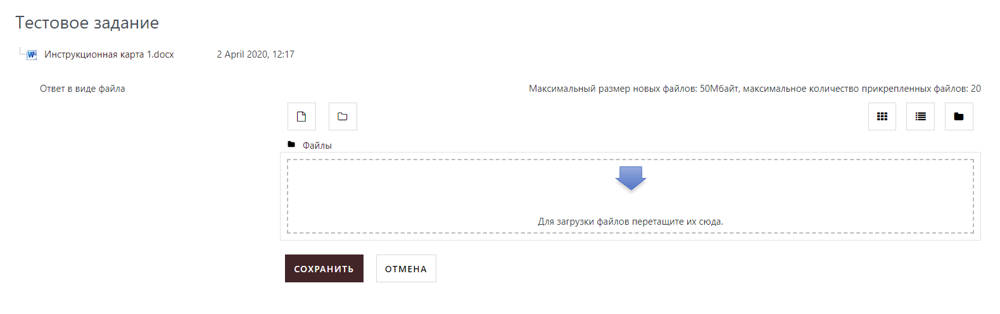 Тестовое задание
Инструкционная карта 1.docx 2 April 2020, 12:17
Ответ в виде файла Максимальный размер новых файлов: 50Мбайт, максимальное количество прикрепленных файлов: 20
Файлы
Для загрузки файлов перетащите их сюда.
СОХРАНИТЬ ОТМЕНА